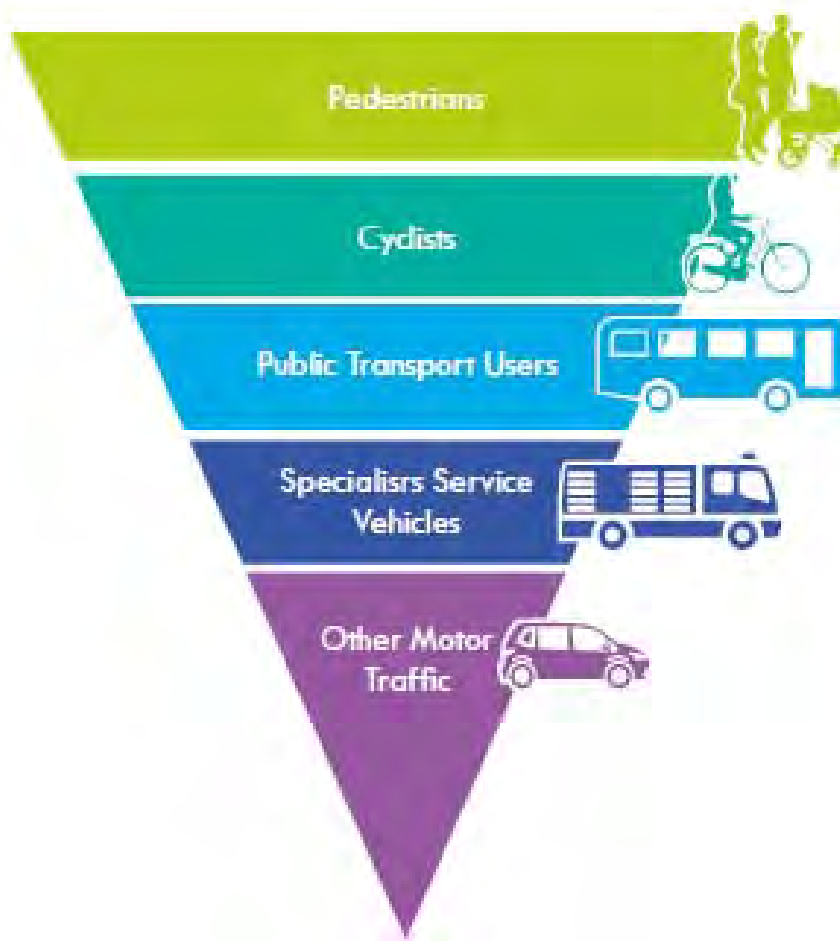 Pedestrians
Cyclists
Public Transport Users
Specialisrs Service
Vehicles
Other Motor
Traffic